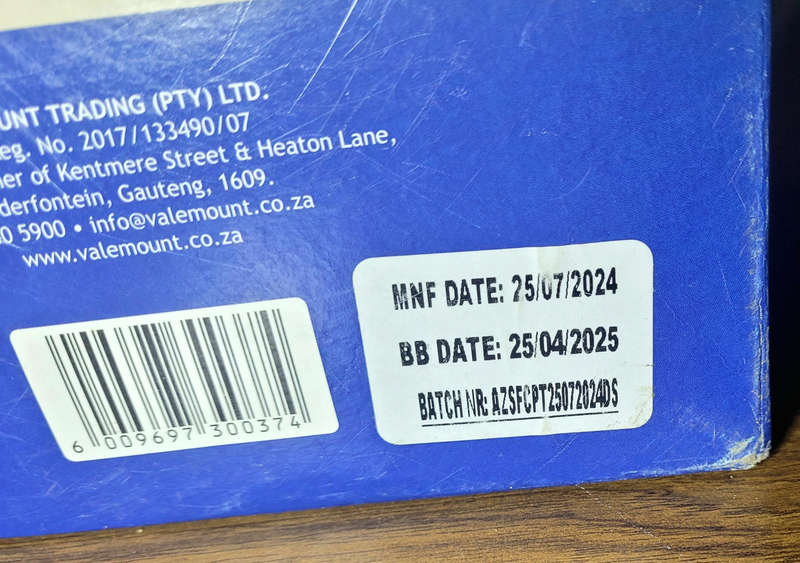 UNT TRADING (PTY) LTD.
eg. No. 2017/133490/07
er of Kentmere Street & Heaton Lane,
derfontein, Gauteng, 1609.
0 5900 • info@valemount.co.za
www.valemount.co.za
MNF DATE: 25/07/2024
BB DATE: 25/04/2025
BATCH NR: AZSFCPT25072024DS
6 009697 300374